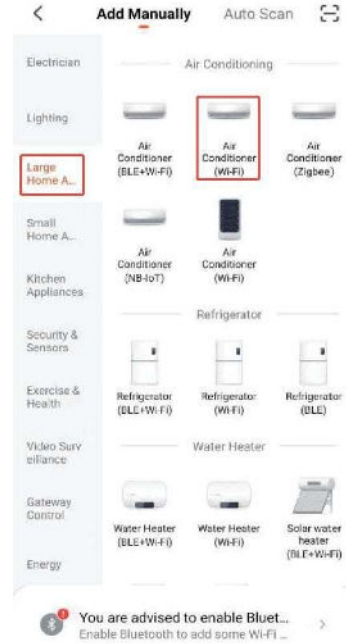 Add Manually Auto Scan
Electrician
Lighting
Large
Home A...
Small
Home A...
Kitchen
Appliances
Security &
Sensors
Exercise &
Health
Video Surv
eillance
Gateway
Control
Energy
Air Conditioning
Air
Conditioner
(BLE+Wi-Fi)
Air
Conditioner
(Wi-Fi)
Air
Conditioner
(Zigbee)
Air
Conditioner
(NB-IoT)
Air
Conditioner
(Wi-Fi)
Refrigerator
Refrigerator
(BLE+Wi-Fi)
Refrigerator
(Wi-Fi)
Refrigerator
(BLE)
Water Heater
Water Heater
(BLE+Wi-Fi)
Water Heater
(Wi-Fi)
Solar water
heater
(BLE+Wi-Fi)
You are advised to enable Bluet...
Enable Bluetooth to add some Wi-Fi ...